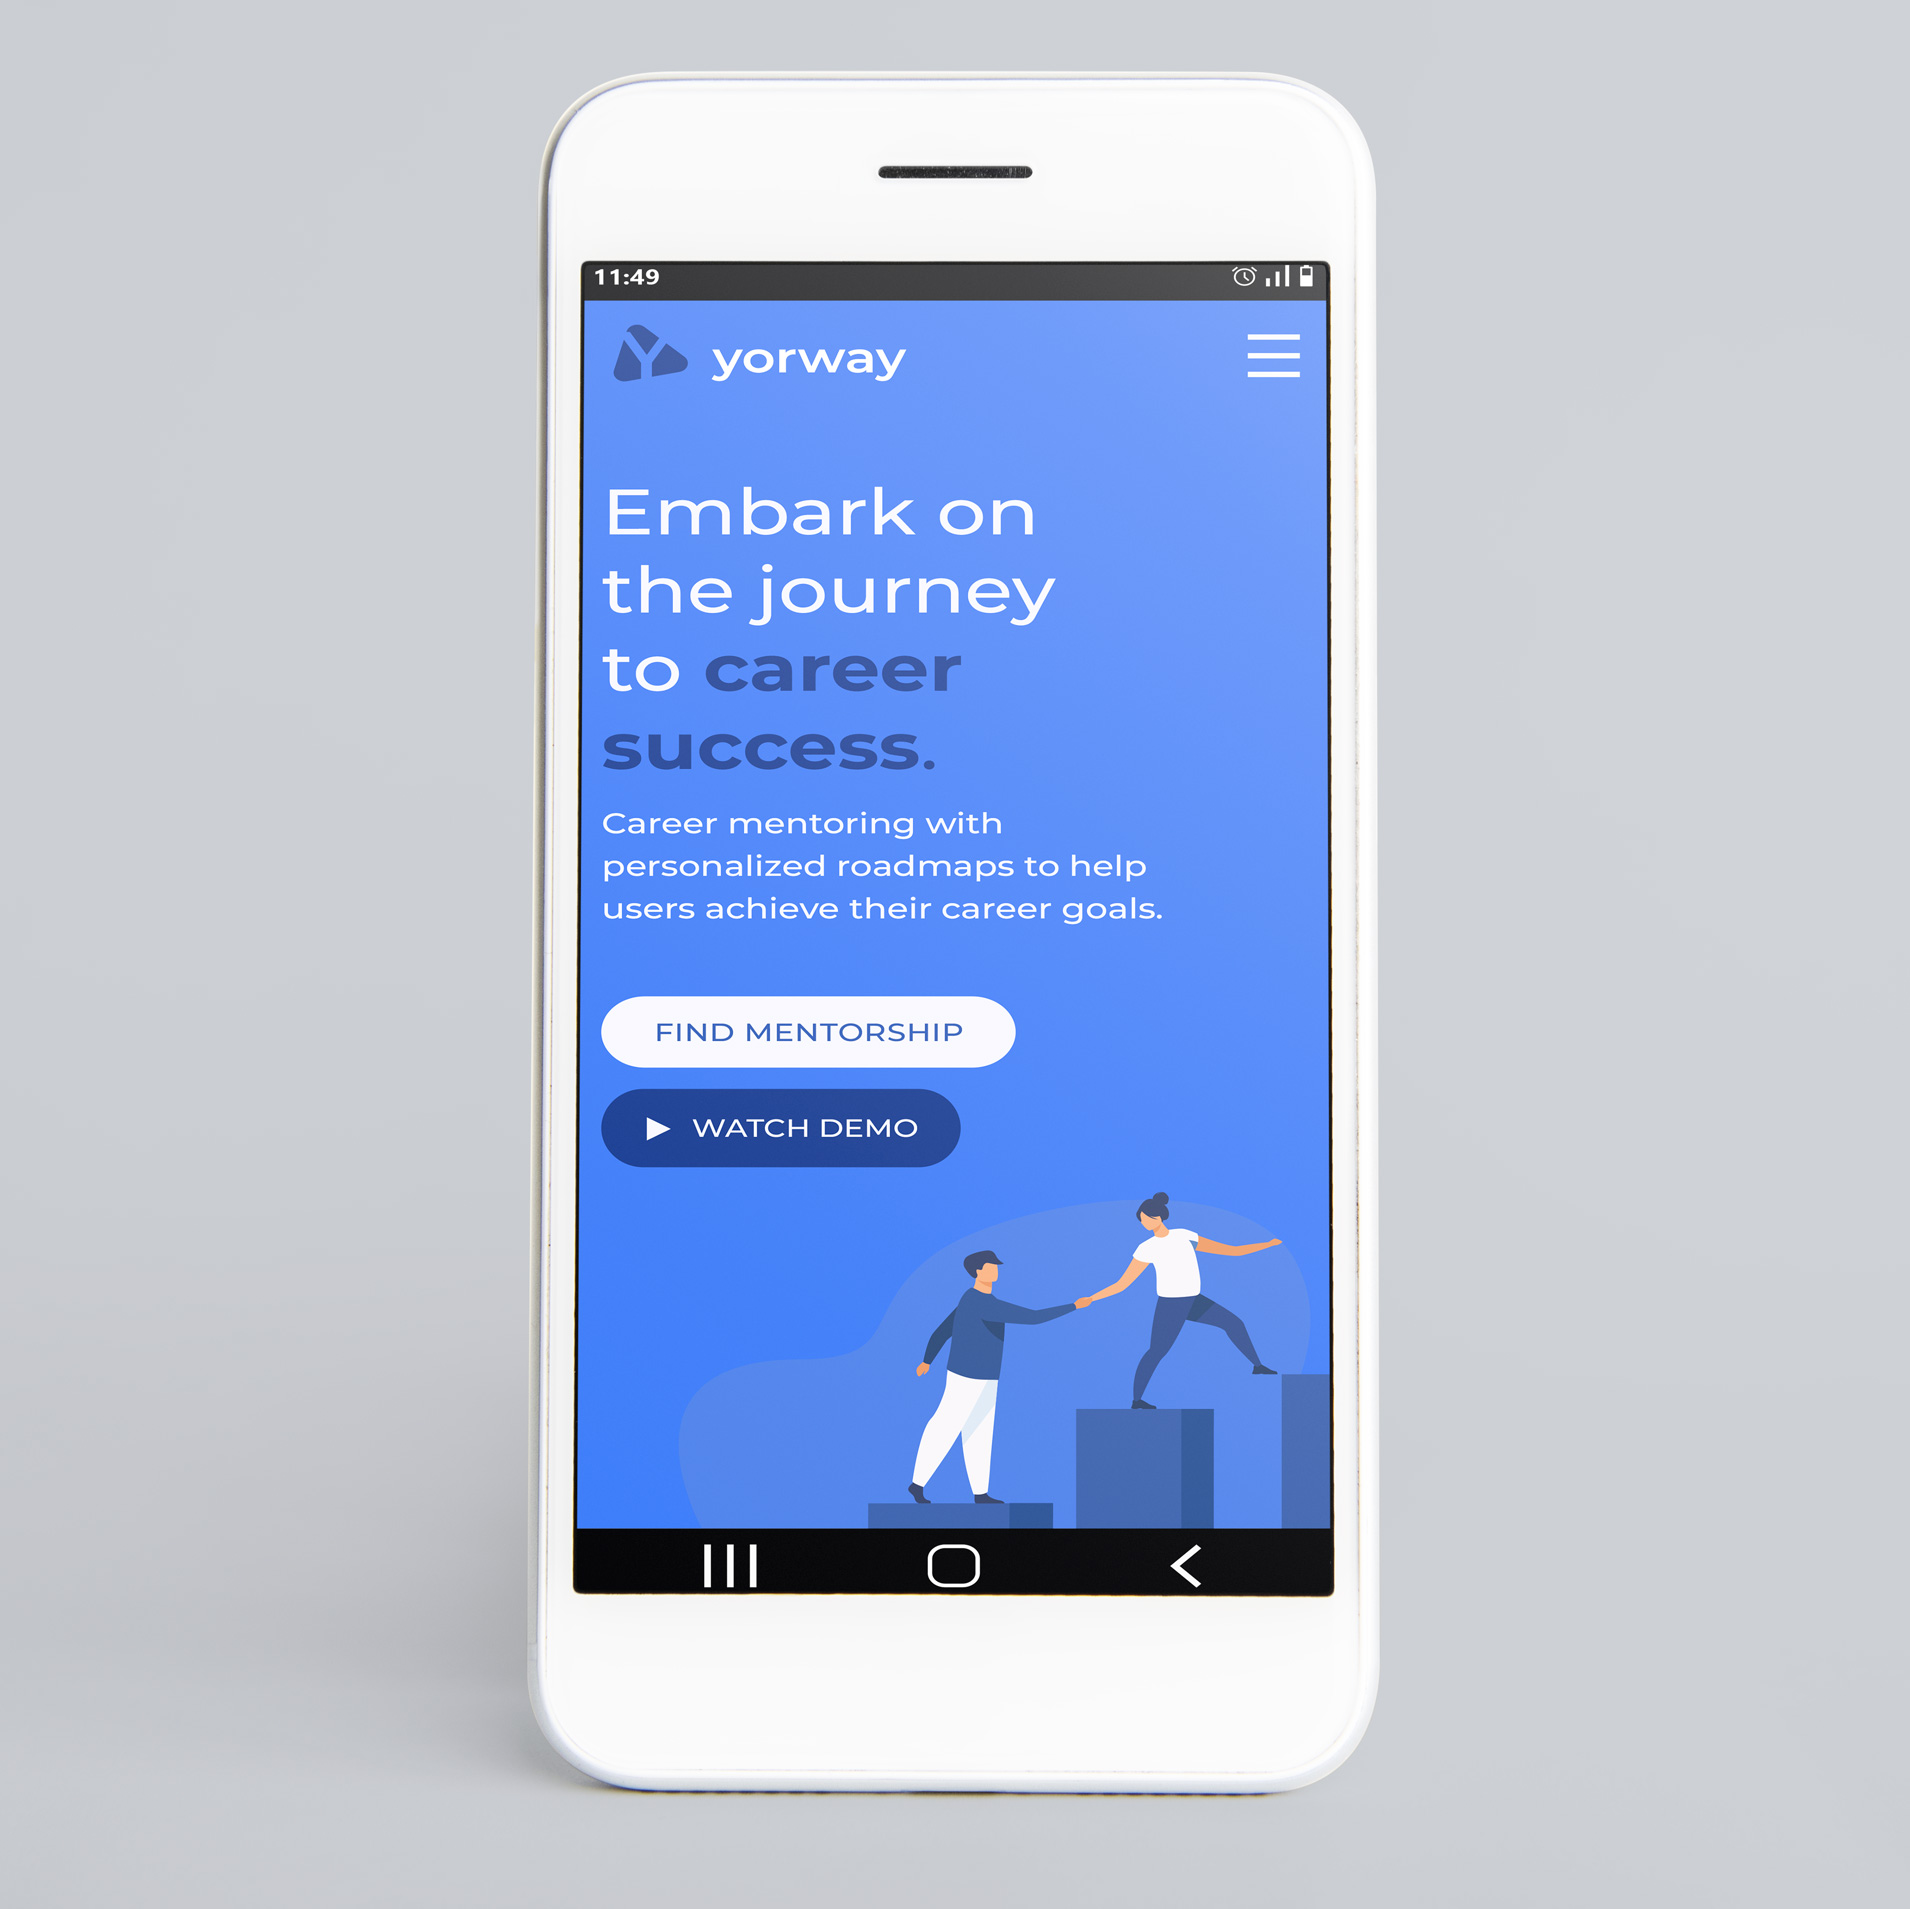 11:49
yorway
Embark on
the journey
to career
success.
Career mentoring with
personalized roadmaps to help
users achieve their career goals.
FIND MENTORSHIP
WATCH DEMO